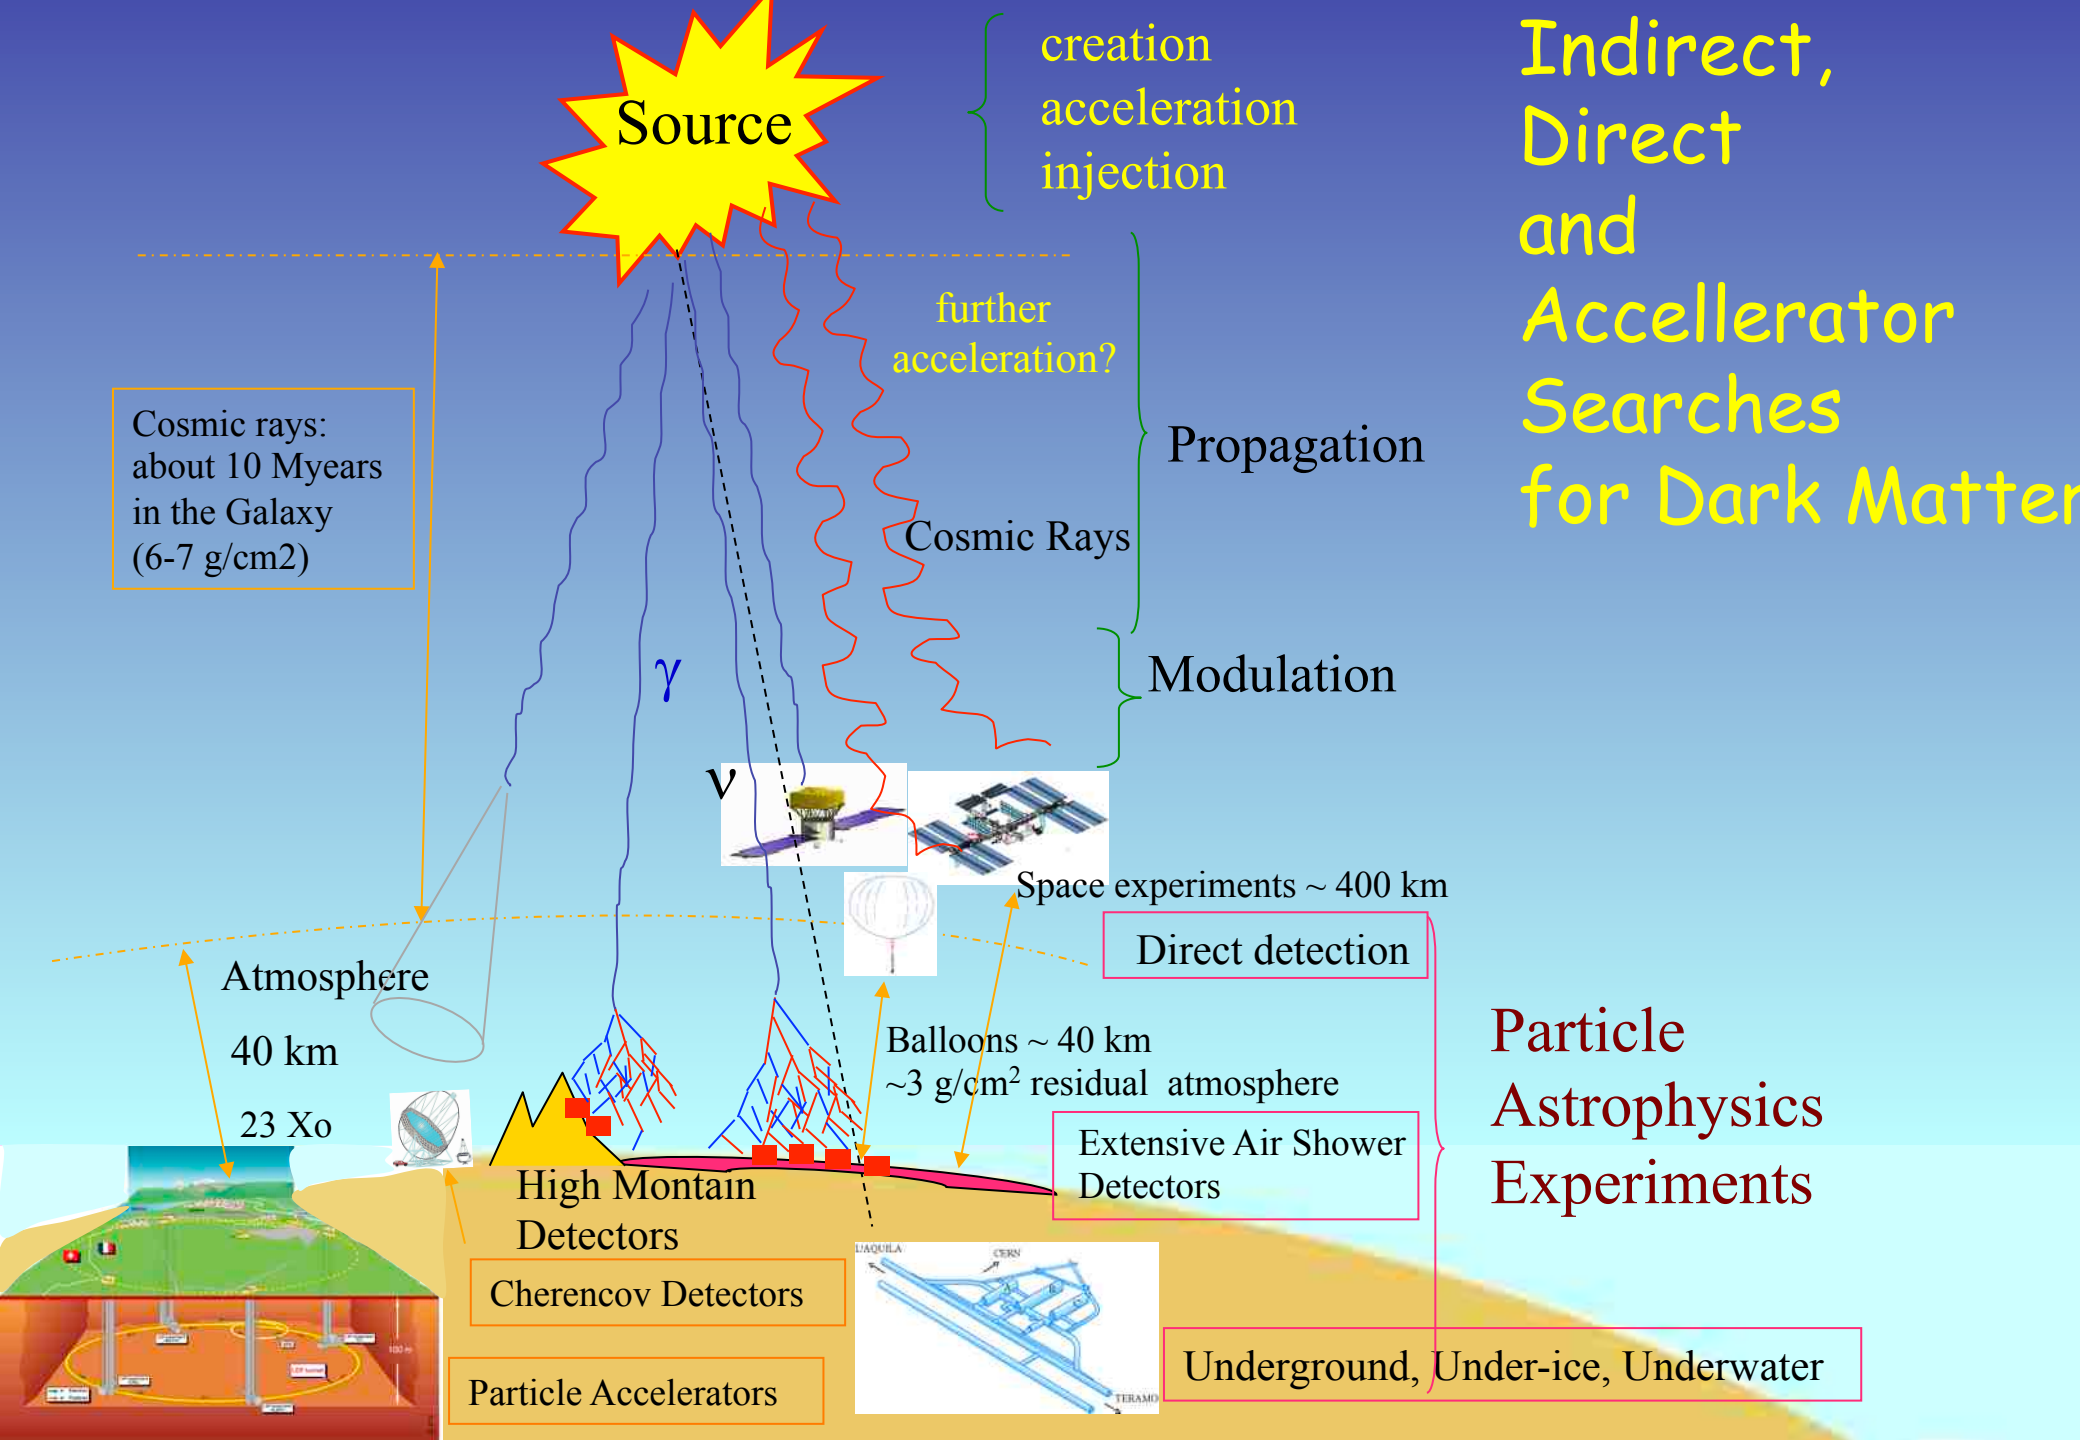 Source
creation
acceleration
injection
Indirect,
Direct
and
Accellerator
Searches
for Dark Matter
further
acceleration?
Cosmic rays:
about 10 Myears
in the Galaxy
(6-7 g/cm2)
Propagation
Cosmic Rays
γ
Modulation
ν
Space experiments ~ 400 km
Direct detection
Atmosphere
40 km
23 Xo
Balloons ~ 40 km
~3 g/cm² residual atmosphere
Particle
Astrophysics
Experiments
Extensive Air Shower
Detectors
High Montain
Detectors
Cherencov Detectors
Particle Accelerators
L'AQUILA
CERN
TERAMO
100 m
Underground, Under-ice, Underwater